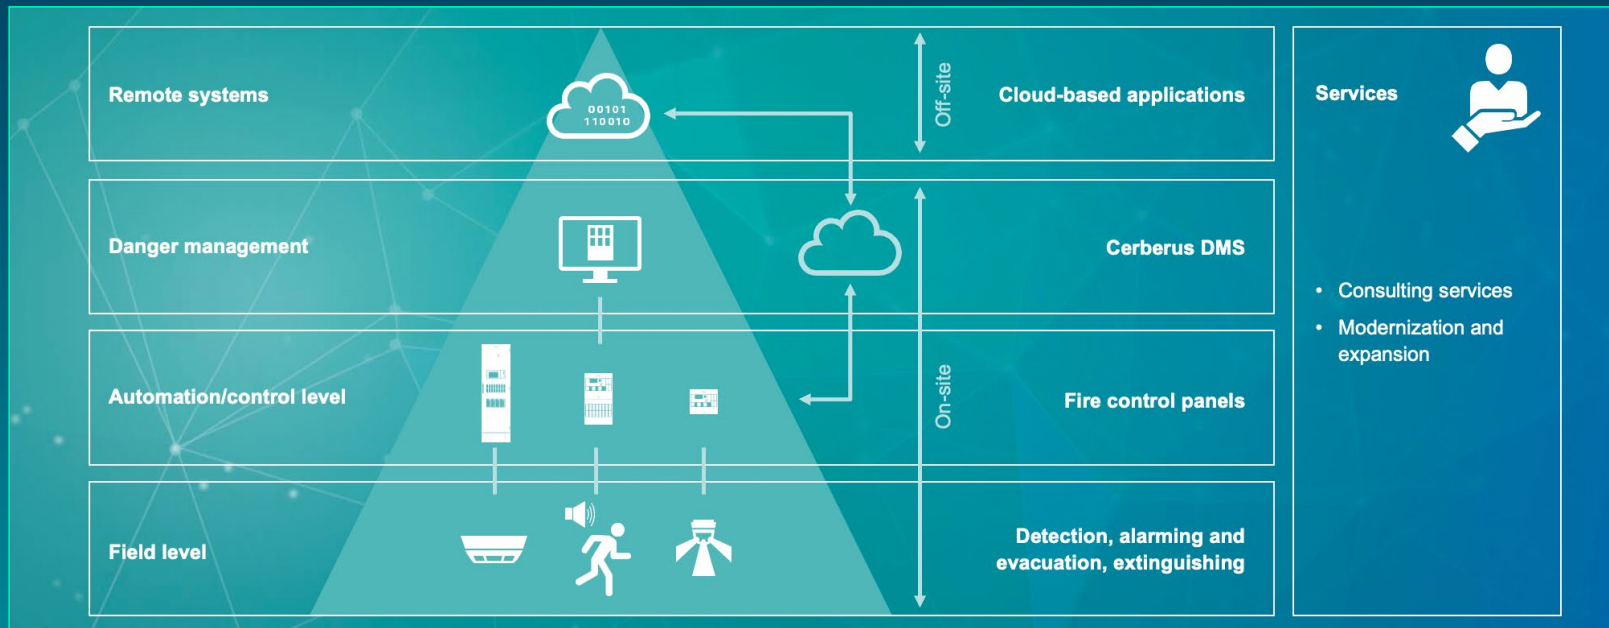 Remote systems
00101
110010
Off-site
Cloud-based applications
Danger management
Cerberus DMS
Automation/control level
On-site
Fire control panels
Field level
Detection, alarming and
evacuation, extinguishing
Services
• Consulting services
• Modernization and
expansion